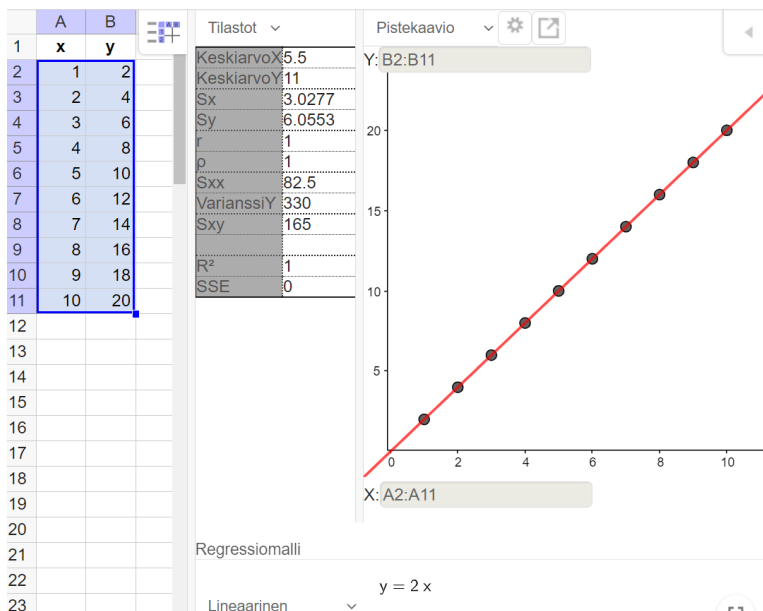 A B
1 x y
2 1 2
3 2 4
4 3 6
5 4 8
6 5 10
7 6 12
8 7 14
9 8 16
10 9 18
11 10 20
12
13
14
15
16
17
18
19
20
21
22
23
Tilastot
KeskiarvoX 5.5
KeskiarvoY 11
Sx 3.0277
Sy 6.0553
r 1
ρ 1
Sxx 82.5
VarianssiY 330
Sxy 165
R² 1
SSE 0
Pistekaavio
Y: B2:B11
20
15
10
5
0 2 4 6 8 10
X: A2:A11
Regressiomalli
y = 2 x
Lineaarinen